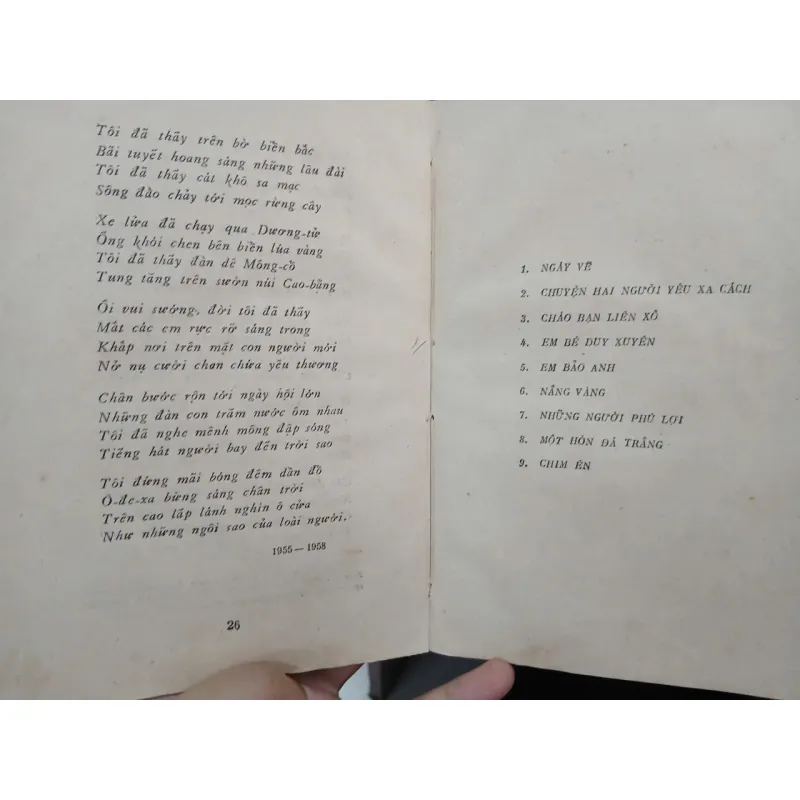 Tôi đã thấy trên bờ biển bắc
Bãi tuyết hoang sáng những lâu đài
Tôi đã thấy cát khô sa mạc
Sông đào chảy tới mọc rừng cây
Xe lửa đã chạy qua Dương-tử
Ống khói chen bên biển lúa vàng
Tôi đã thấy đàn dê Mông-cổ
Tung tăng trên sườn núi Cao-bằng
Ôi vui sướng, đời tôi đã thấy
Mắt các em rực rỡ sáng trong
Khắp nơi trên mặt con người mới
Nở nụ cười chan chứa yêu thương
Chân bước rộn tới ngày hội lớn
Những đàn con trăm nước ôm nhau
Tôi đã nghe mênh mông đập sóng
Tiếng hát người bay đến trời sao
Tôi đứng mãi bóng đêm dần đổ
Ô-đe-xa bừng sáng chân trời
Trên cao lấp lánh nghìn ô cửa
Như những ngôi sao của loài người.
1955 — 1958
26
1. NGÀY VỀ
2. CHUYỆN HAI NGƯỜI YÊU XA CÁCH
3. CHÀO BẠN LIÊN XÔ
4. EM BÉ DUY XUYÊN
5. EM BẢO ANH
6. NẮNG VÀNG
7. NHỮNG NGƯỜI PHÚ LỢI
8. MỘT HÒN ĐÁ TRẮNG
9. CHIM ÉN